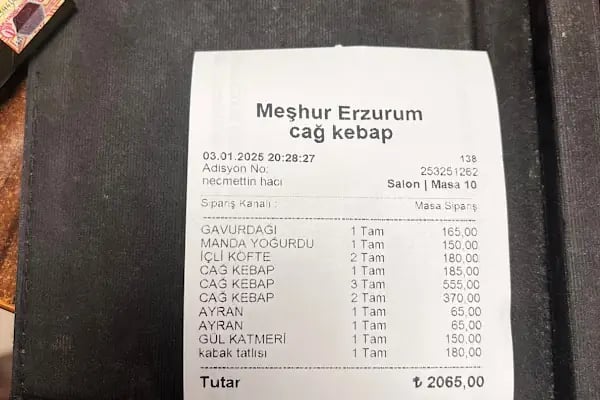 Meşhur Erzurum
cağ kebap
03.01.2025 20:28:27 138
Adisyon No: 253251262
necmettin hacı Salon | Masa 10
Sipariş Kanalı : Masa Sipariş
GAVURDAĞI 1 Tam 165,00
MANDA YOĞURDU 1 Tam 150,00
İÇLİ KÖFTE 2 Tam 180,00
CAĞ KEBAP 1 Tam 185,00
CAĞ KEBAP 3 Tam 555,00
CAĞ KEBAP 2 Tam 370,00
AYRAN 1 Tam 65,00
AYRAN 1 Tam 65,00
GÜL KATMERİ 1 Tam 150,00
kabak tatlısı 1 Tam 180,00
Tutar ₺ 2065,00